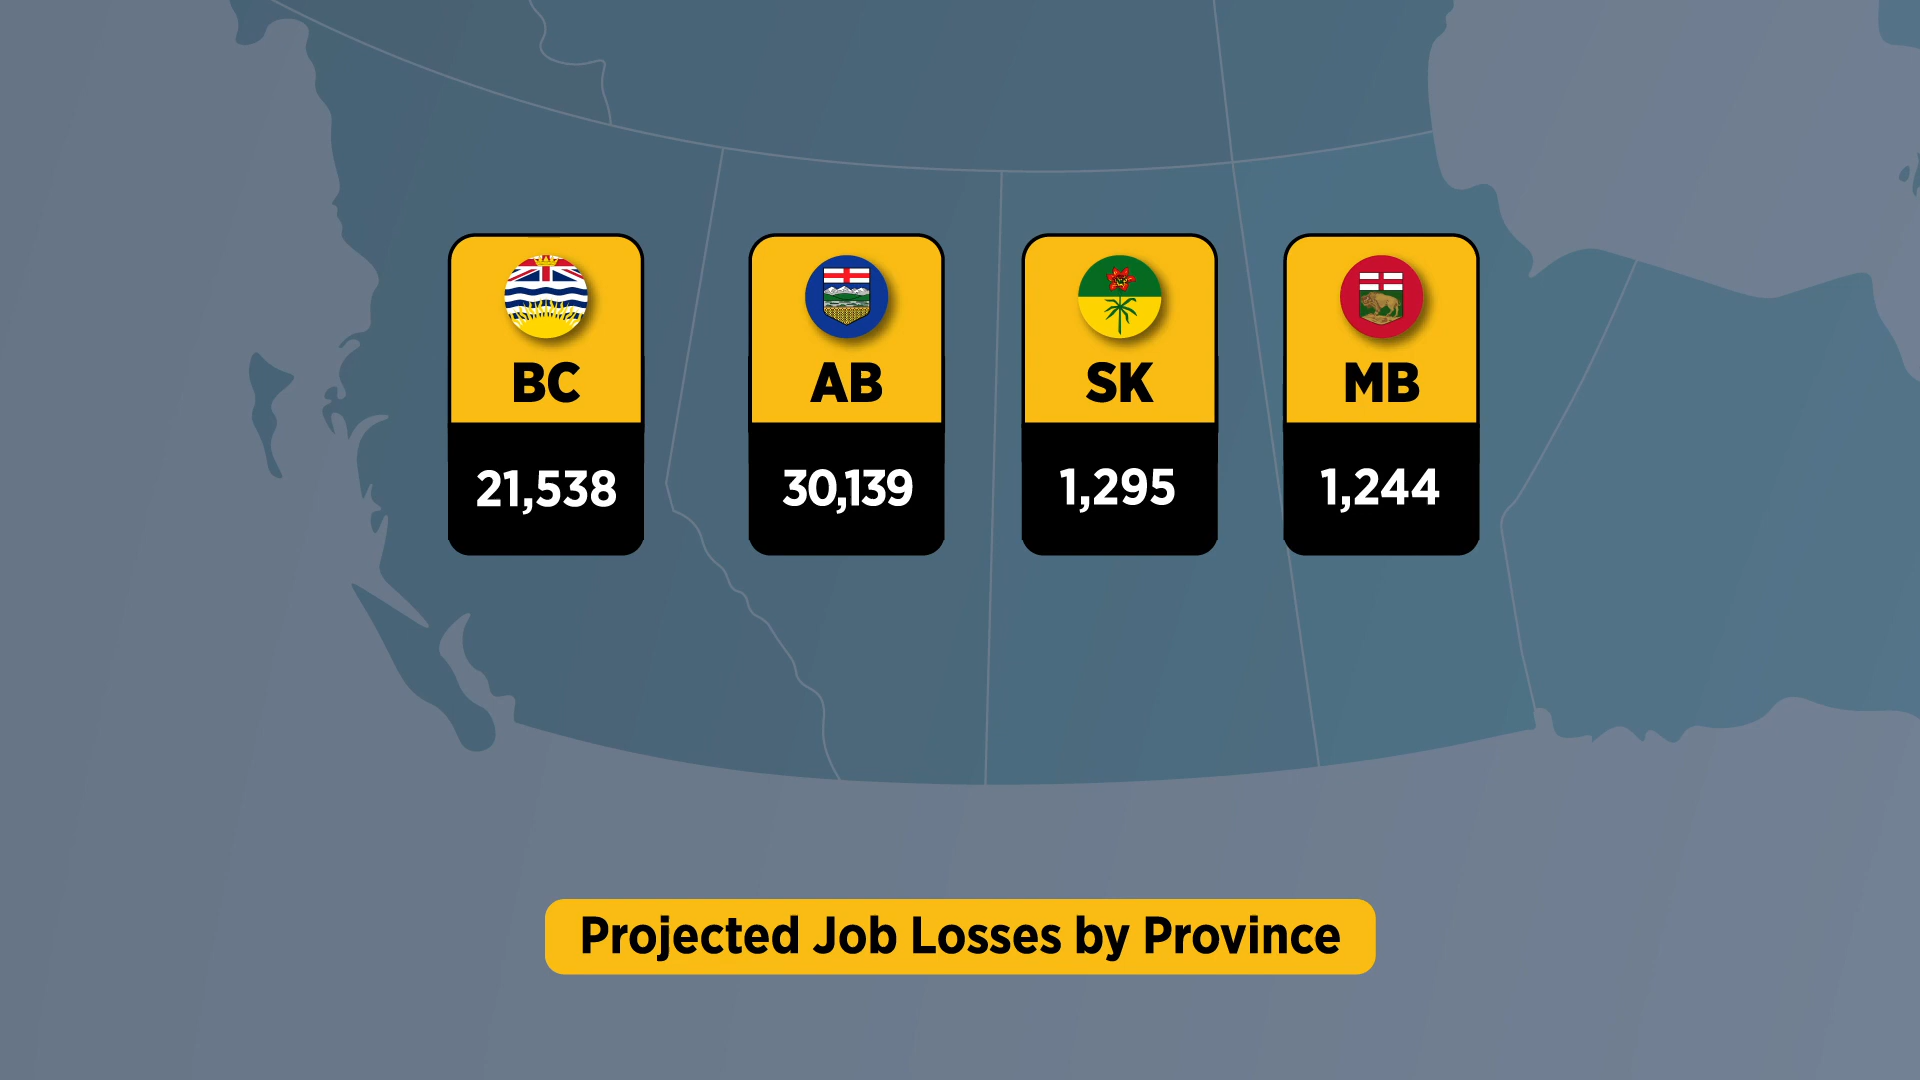 BC
AB
SK
MB
21,538
30,139
1,295
1,244
Projected Job Losses by Province